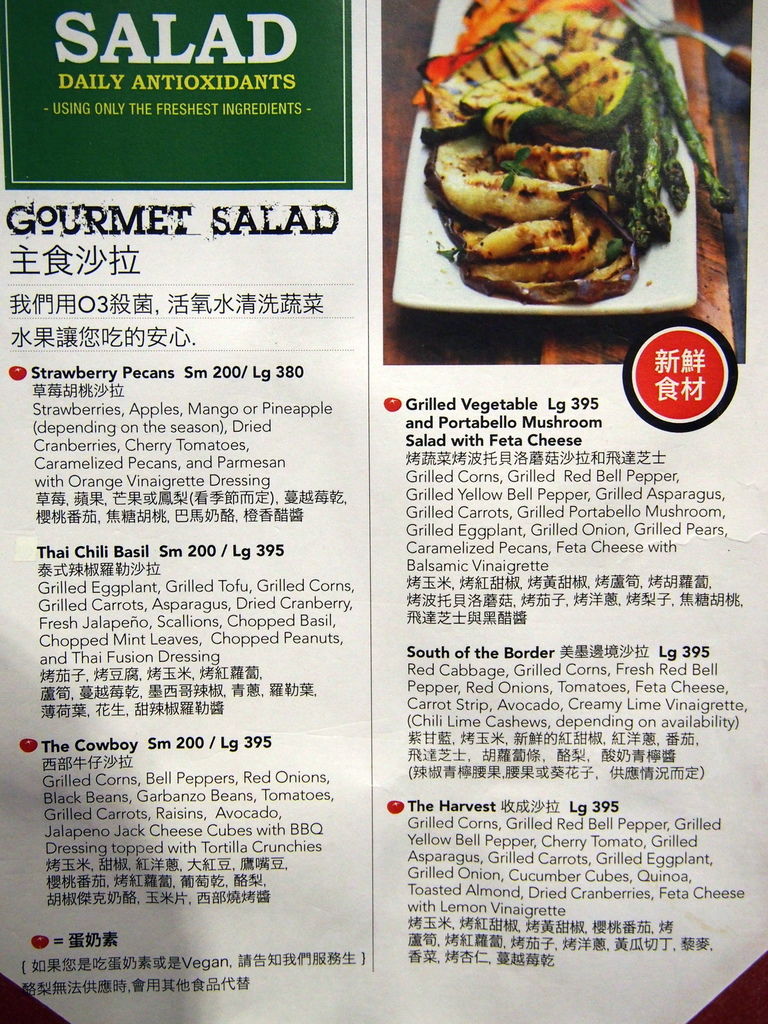 SALAD
DAILY ANTIOXIDANTS
- USING ONLY THE FRESHEST INGREDIENTS -
GOURMET SALAD
主食沙拉
我們用O3殺菌, 活氧水清洗蔬菜
水果讓您吃的安心.
Strawberry Pecans Sm 200/ Lg 380
草莓胡桃沙拉
Strawberries, Apples, Mango or Pineapple
(depending on the season), Dried
Cranberries, Cherry Tomatoes,
Caramelized Pecans, and Parmesan
with Orange Vinaigrette Dressing
草莓, 蘋果, 芒果或鳳梨(看季節而定), 蔓越莓乾,
櫻桃番茄, 焦糖胡桃, 巴馬奶酪, 橙香醋醬
Thai Chili Basil Sm 200 / Lg 395
泰式辣椒羅勒沙拉
Grilled Eggplant, Grilled Tofu, Grilled Corns,
Grilled Carrots, Asparagus, Dried Cranberry,
Fresh Jalapeño, Scallions, Chopped Basil,
Chopped Mint Leaves, Chopped Peanuts,
and Thai Fusion Dressing
烤茄子, 烤豆腐, 烤玉米, 烤紅蘿蔔,
蘆筍, 蔓越莓乾, 墨西哥辣椒, 青蔥, 羅勒葉,
薄荷葉, 花生, 甜辣椒羅勒醬
The Cowboy Sm 200 / Lg 395
西部牛仔沙拉
Grilled Corns, Bell Peppers, Red Onions,
Black Beans, Garbanzo Beans, Tomatoes,
Grilled Carrots, Raisins, Avocado,
Jalapeno Jack Cheese Cubes with BBQ
Dressing topped with Tortilla Crunchies
烤玉米, 甜椒, 紅洋蔥, 大紅豆, 鷹嘴豆,
櫻桃番茄, 烤紅蘿蔔, 葡萄乾, 酪梨,
胡椒傑克奶酪, 玉米片, 西部燒烤醬
= 蛋奶素
{ 如果您是吃蛋奶素或是Vegan, 請告知我們服務生 }
酪梨無法供應時,會用其他食品代替
新鮮
食材
Grilled Vegetable Lg 395
and Portabello Mushroom
Salad with Feta Cheese
烤蔬菜烤波托貝洛蘑菇沙拉和飛達芝士
Grilled Corns, Grilled Red Bell Pepper,
Grilled Yellow Bell Pepper, Grilled Asparagus,
Grilled Carrots, Grilled Portabello Mushroom,
Grilled Eggplant, Grilled Onion, Grilled Pears,
Caramelized Pecans, Feta Cheese with
Balsamic Vinaigrette
烤玉米, 烤紅甜椒, 烤黃甜椒, 烤蘆筍, 烤胡蘿蔔,
烤波托貝洛蘑菇, 烤茄子, 烤洋蔥, 烤梨子, 焦糖胡桃,
飛達芝士與黑醋醬
South of the Border 美墨邊境沙拉 Lg 395
Red Cabbage, Grilled Corns, Fresh Red Bell
Pepper, Red Onions, Tomatoes, Feta Cheese,
Carrot Strip, Avocado, Creamy Lime Vinaigrette,
(Chili Lime Cashews, depending on availability)
紫甘藍, 烤玉米, 新鮮的紅甜椒, 紅洋蔥, 番茄,
飛達芝士, 胡蘿蔔條, 酪梨, 酸奶青檸醬
(辣椒青檸腰果,腰果或葵花子, 供應情況而定)
The Harvest 收成沙拉 Lg 395
Grilled Corns, Grilled Red Bell Pepper, Grilled
Yellow Bell Pepper, Cherry Tomato, Grilled
Asparagus, Grilled Carrots, Grilled Eggplant,
Grilled Onion, Cucumber Cubes, Quinoa,
Toasted Almond, Dried Cranberries, Feta Cheese
with Lemon Vinaigrette
烤玉米, 烤紅甜椒, 烤黃甜椒, 櫻桃番茄, 烤
蘆筍, 烤紅蘿蔔, 烤茄子, 烤洋蔥, 黃瓜切丁, 藜麥,
香菜, 烤杏仁, 蔓越莓乾